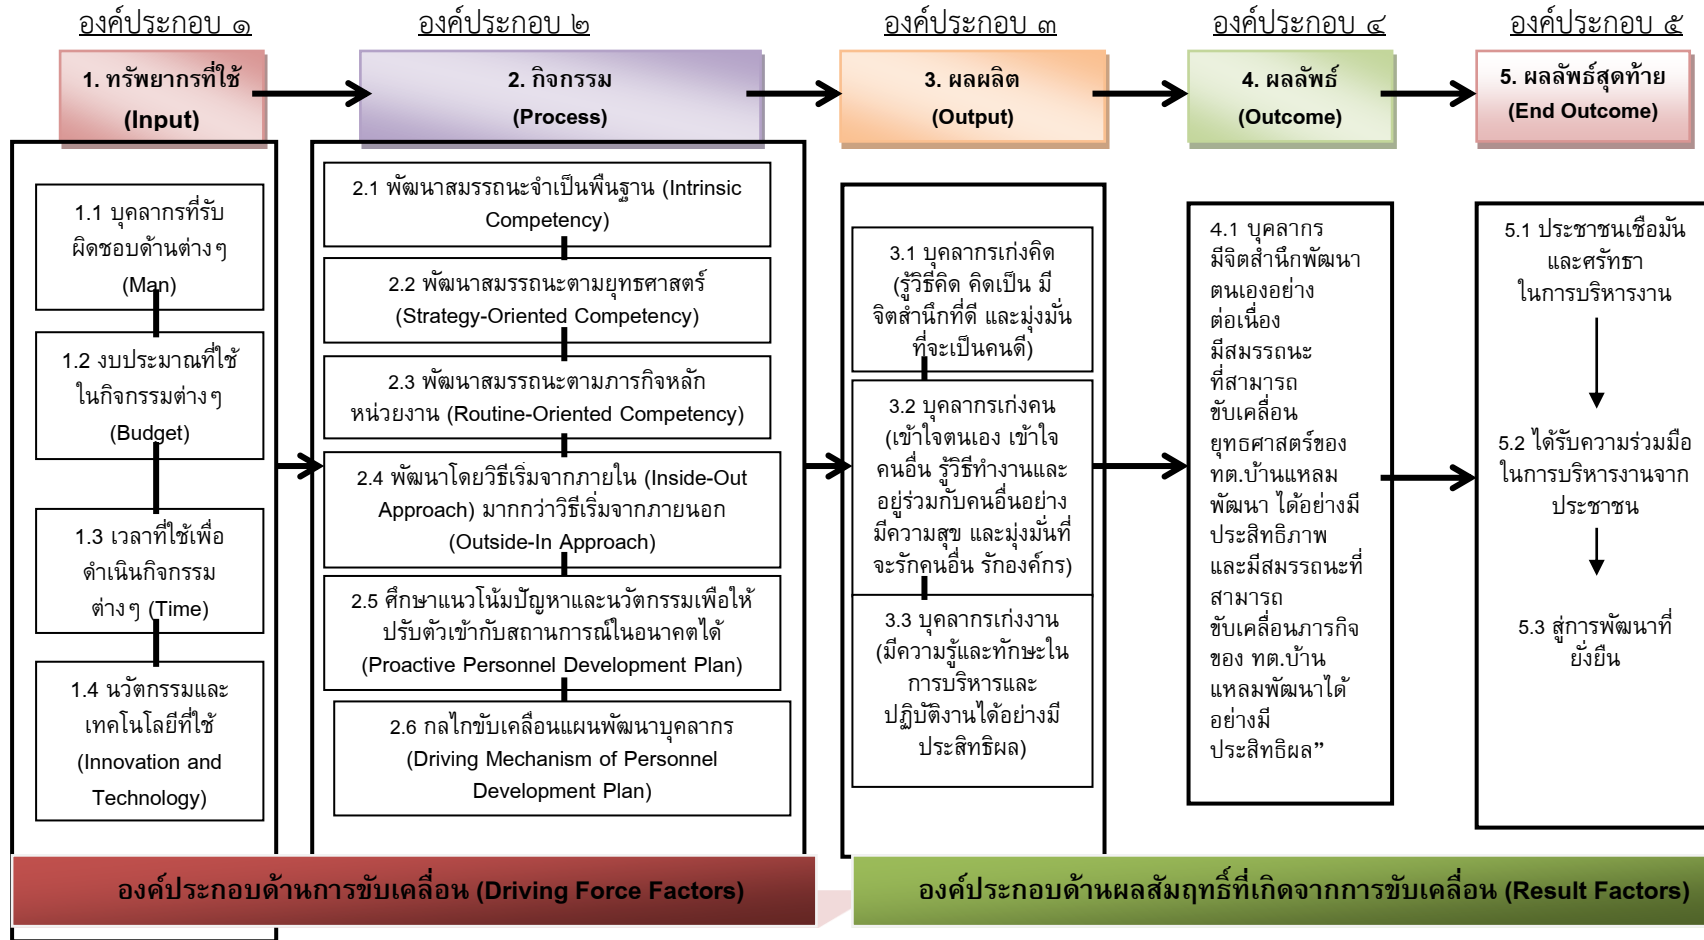 องค์ประกอบ ๑
องค์ประกอบ ๒
องค์ประกอบ ๓
องค์ประกอบ ๔
องค์ประกอบ ๕
1. ทรัพยากรที่ใช้
(Input)
2. กิจกรรม
(Process)
3. ผลผลิต
(Output)
4. ผลลัพธ์
(Outcome)
5. ผลลัพธ์สุดท้าย
(End Outcome)
1.1 บุคลากรที่รับ
ผิดชอบด้านต่างๆ
(Man)
1.2 งบประมาณที่ใช้
ในกิจกรรมต่างๆ
(Budget)
1.3 เวลาที่ใช้เพื่อ
ดำเนินกิจกรรม
ต่างๆ (Time)
1.4 นวัตกรรมและ
เทคโนโลยีที่ใช้
(Innovation and
Technology)
2.1 พัฒนาสมรรถนะจำเป็นพื้นฐาน (Intrinsic
Competency)
2.2 พัฒนาสมรรถนะตามยุทธศาสตร์
(Strategy-Oriented Competency)
2.3 พัฒนาสมรรถนะตามภารกิจหลัก
หน่วยงาน (Routine-Oriented Competency)
2.4 พัฒนาโดยวิธีเริ่มจากภายใน (Inside-Out
Approach) มากกว่าวิธีเริ่มจากภายนอก
(Outside-In Approach)
2.5 ศึกษาแนวโน้มปัญหาและนวัตกรรมเพื่อให้
ปรับตัวเข้ากับสถานการณ์ในอนาคตได้
(Proactive Personnel Development Plan)
2.6 กลไกขับเคลื่อนแผนพัฒนาบุคลากร
(Driving Mechanism of Personnel
Development Plan)
3.1 บุคลากรเก่งคิด
(รู้วิธีคิด คิดเป็น มี
จิตสำนึกที่ดี และมุ่งมั่น
ที่จะเป็นคนดี)
3.2 บุคลากรเก่งคน
(เข้าใจตนเอง เข้าใจ
คนอื่น รู้วิธีทำงานและ
อยู่ร่วมกับคนอื่นอย่าง
มีความสุข และมุ่งมั่นที่
จะรักคนอื่น รักองค์กร)
3.3 บุคลากรเก่งงาน
(มีความรู้และทักษะใน
การบริหารและ
ปฏิบัติงานได้อย่างมี
ประสิทธิผล)
4.1 บุคลากร
มีจิตสำนึกพัฒนา
ตนเองอย่าง
ต่อเนื่อง
มีสมรรถนะ
ที่สามารถ
ขับเคลื่อน
ยุทธศาสตร์ของ
ทต.บ้านแหลม
พัฒนา ได้อย่างมี
ประสิทธิภาพ
และมีสมรรถนะที่
สามารถ
ขับเคลื่อนภารกิจ
ของ ทต.บ้าน
แหลมพัฒนาได้
อย่างมี
ประสิทธิผล”
5.1 ประชาชนเชื่อมั่น
และศรัทธา
ในการบริหารงาน
5.2 ได้รับความร่วมมือ
ในการบริหารงานจาก
ประชาชน
5.3 สู่การพัฒนาที่
ยั่งยืน
องค์ประกอบด้านการขับเคลื่อน (Driving Force Factors)
องค์ประกอบด้านผลสัมฤทธิ์ที่เกิดจากการขับเคลื่อน (Result Factors)